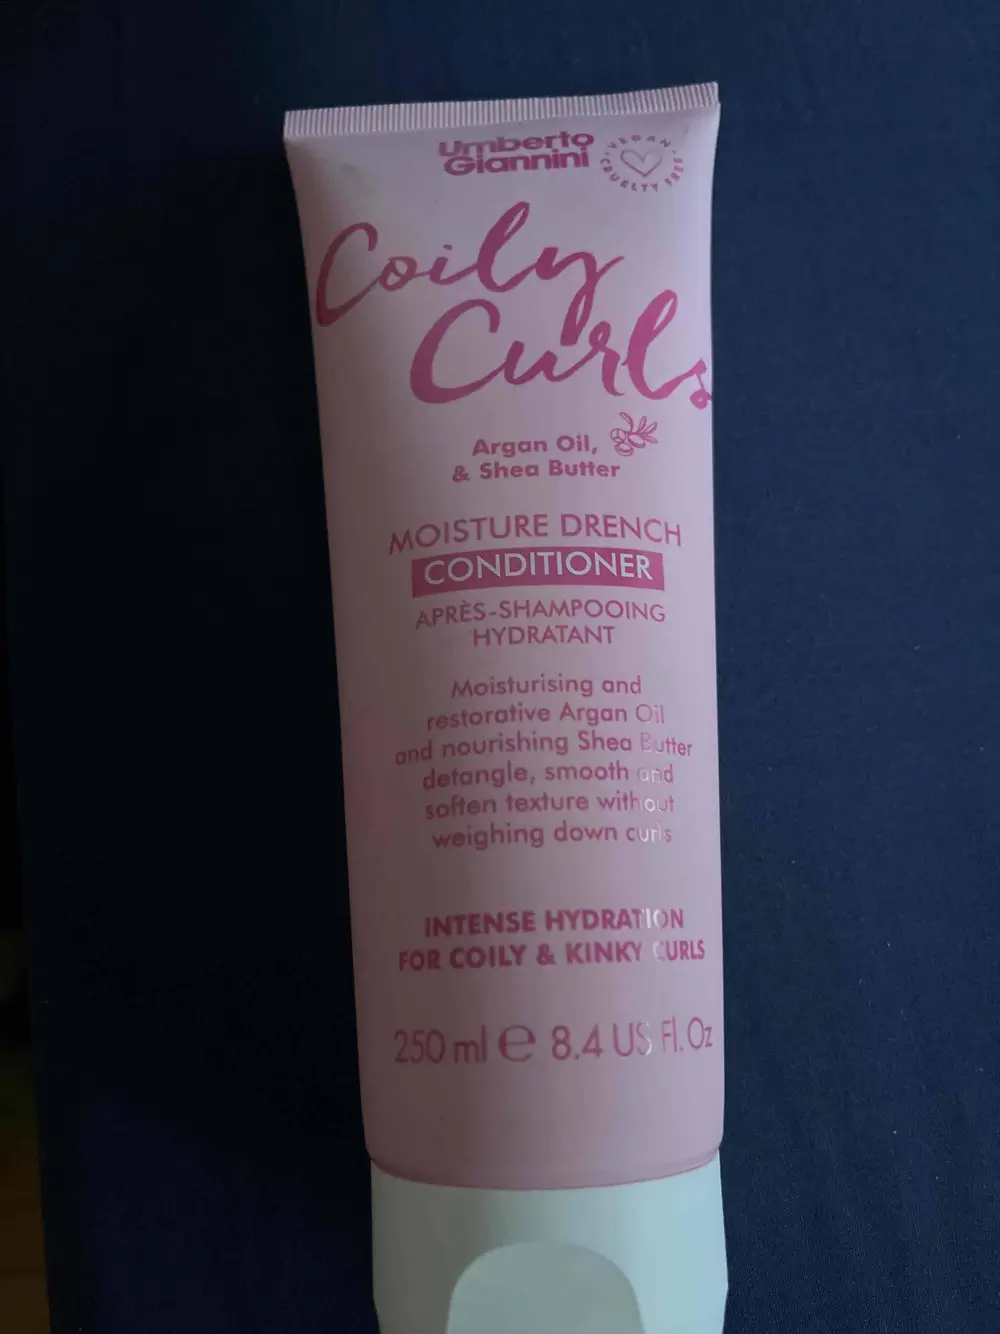 Umberto
Giannini
VEGAN
CRUELTY FREE
Coily
Curls
Argan Oil,
& Shea Butter
MOISTURE DRENCH
CONDITIONER
APRÈS-SHAMPOOING
HYDRATANT
Moisturising and
restorative Argan Oil
and nourishing Shea Butter
detangle, smooth and
soften texture without
weighing down curls
INTENSE HYDRATION
FOR COILY & KINKY CURLS
250 ml e 8.4 US Fl. Oz